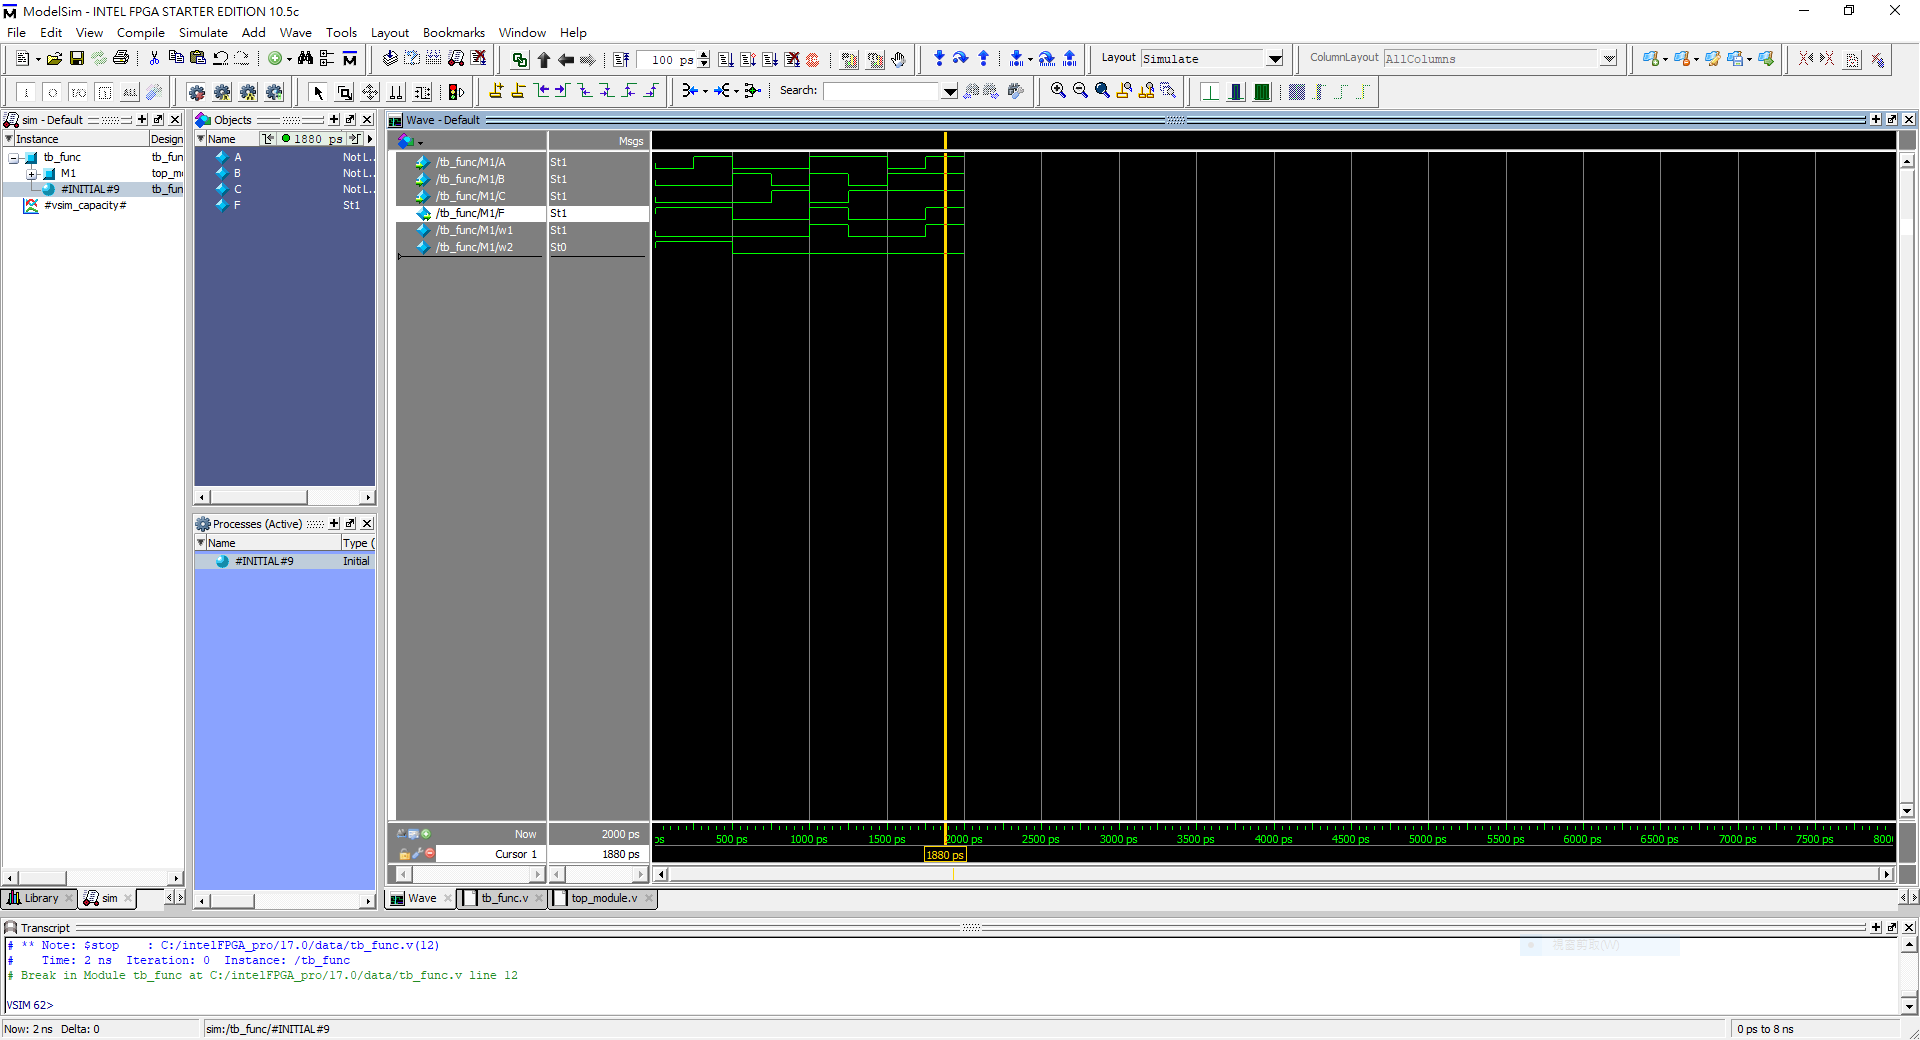 ModelSim - INTEL FPGA STARTER EDITION 10.5c
File Edit View Compile Simulate Add Wave Tools Layout Bookmarks Window Help
100 ps
Layout Simulate
ColumnLayout AllColumns
Search:
sim - Default
Instance Design
tb_func tb_fun
M1 top_m
#INITIAL#9 tb_fun
#vsim_capacity#
Objects
Name 1880 ps
A Not L..
B Not L..
C Not L..
F St1
Processes (Active)
Name Type (
#INITIAL#9 Initial
Wave - Default
Msgs
/tb_func/M1/A St1
/tb_func/M1/B St1
/tb_func/M1/C St1
/tb_func/M1/F St1
/tb_func/M1/w1 St1
/tb_func/M1/w2 St0
Now 2000 ps
Cursor 1 1880 ps
ps 500 ps 1000 ps 1500 ps 2000 ps 2500 ps 3000 ps 3500 ps 4000 ps 4500 ps 5000 ps 5500 ps 6000 ps 6500 ps 7000 ps 7500 ps 800
1880 ps
Library sim
Wave tb_func.v top_module.v
Transcript
# ** Note: $stop : C:/intelFPGA_pro/17.0/data/tb_func.v(12)
# Time: 2 ns Iteration: 0 Instance: /tb_func
# Break in Module tb_func at C:/intelFPGA_pro/17.0/data/tb_func.v line 12
VSIM 62>
Now: 2 ns Delta: 0
sim:/tb_func/#INITIAL#9
0 ps to 8 ns